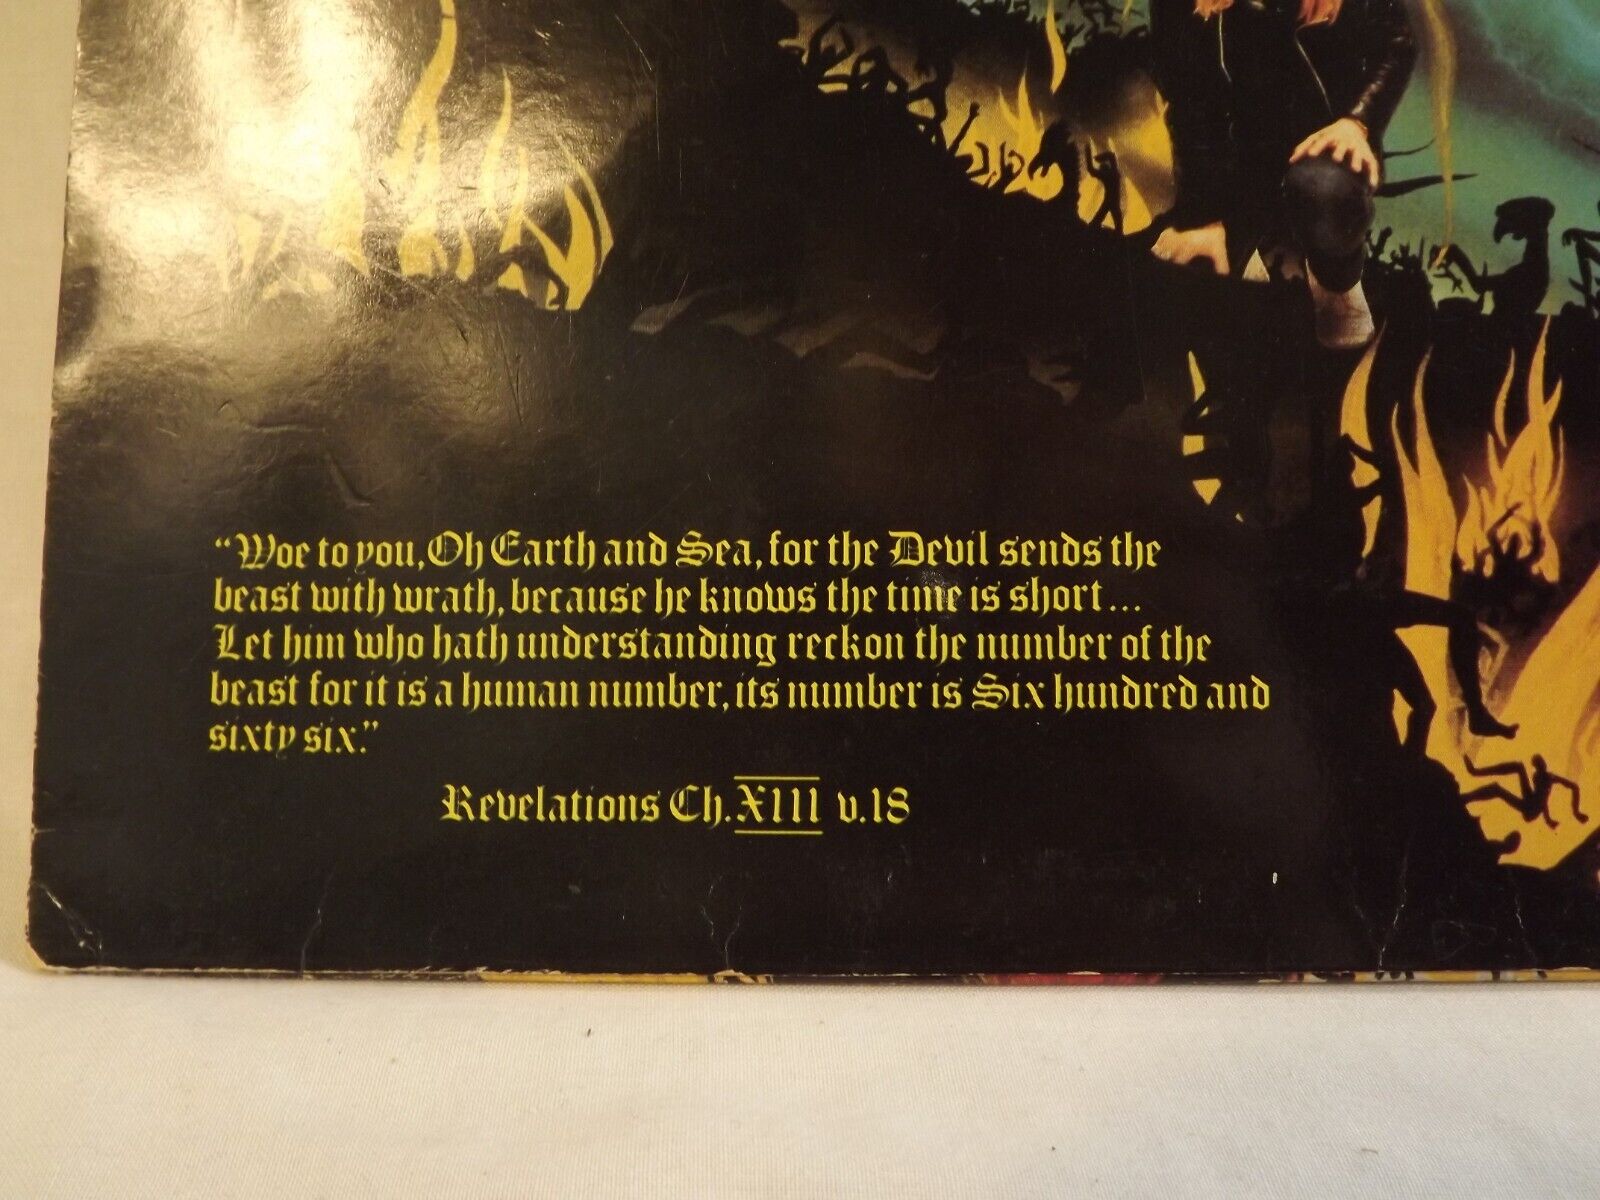 “Woe to you, Oh Earth and Sea, for the Devil sends the
beast with wrath, because he knows the time is short...
Let him who hath understanding reckon the number of the
beast for it is a human number, its number is Six hundred and
sixty six.”
Revelations Ch. XIII v.18